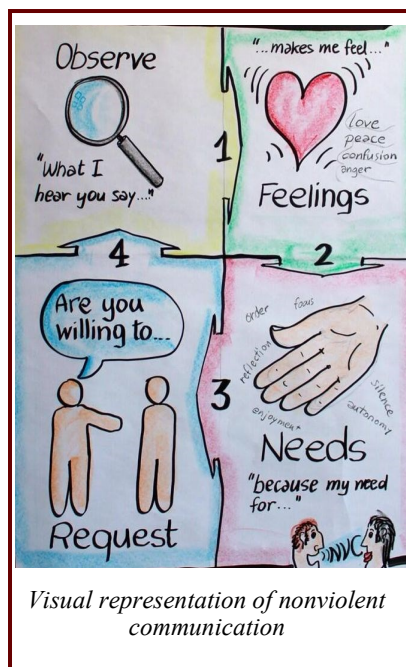 Observe
"What I
hear you say...."
1
"...makes me feel..."
love
peace
confusion
anger
Feelings
2
order
focus
reflection
enjoyment
silence
autonomy
Needs
"because my need
for..."
NVC
3
Are you
willing to...
Request
4
Visual representation of nonviolent
communication